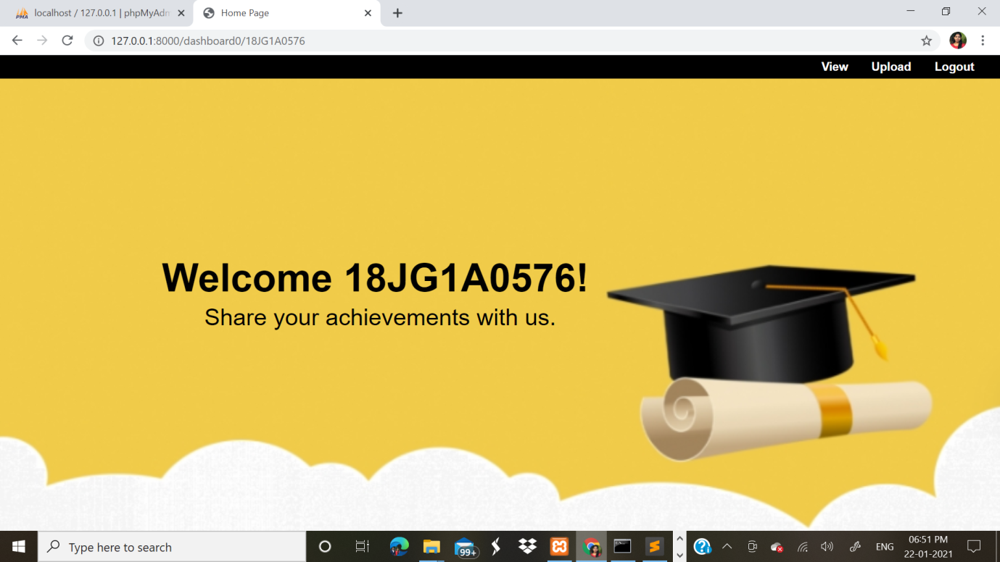 localhost / 127.0.0.1 | phpMyAdm
Home Page
127.0.0.1:8000/dashboard0/18JG1A0576
View Upload Logout
Welcome 18JG1A0576!
Share your achievements with us.
Type here to search
99+
ENG
06:51 PM
22-01-2021